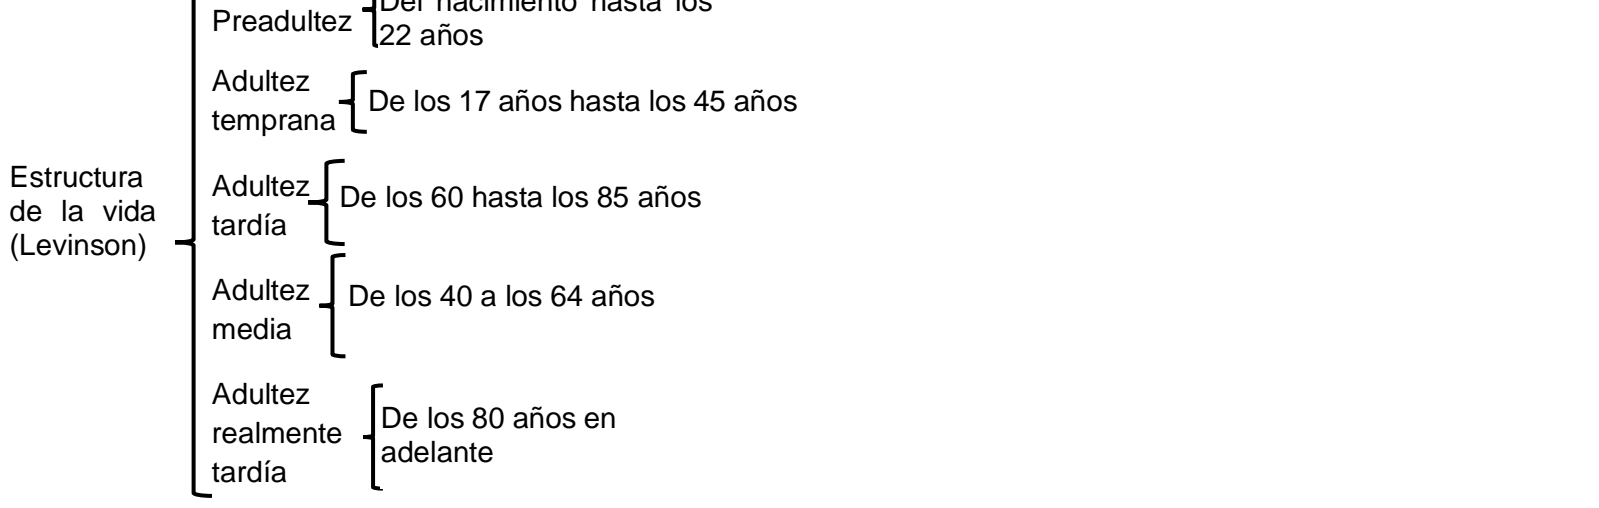 Estructura
de la vida
(Levinson)
Preadultez
Del nacimiento hasta los
22 años
Adultez
temprana
De los 17 años hasta los 45 años
Adultez
tardía
De los 60 hasta los 85 años
Adultez
media
De los 40 a los 64 años
Adultez
realmente
tardía
De los 80 años en
adelante